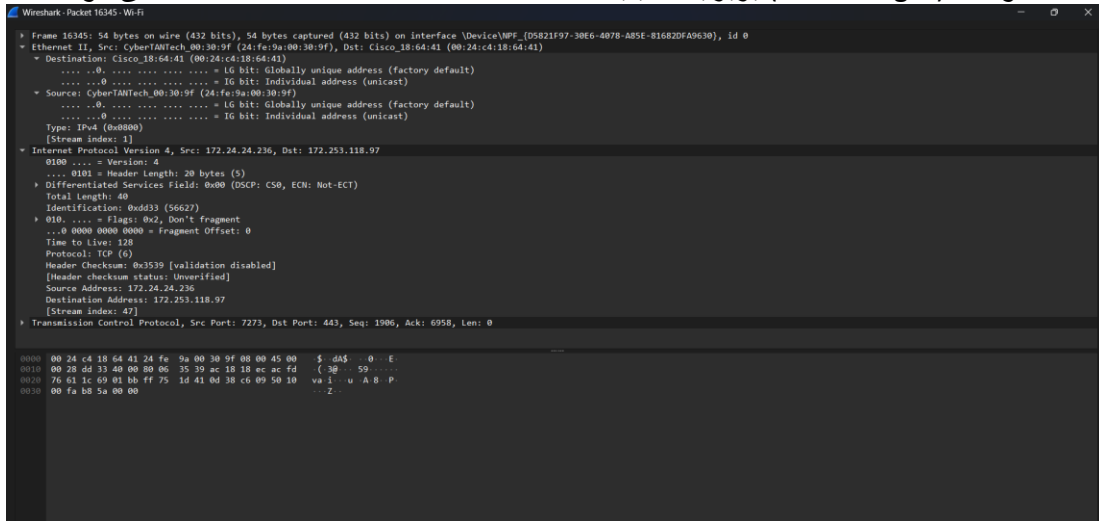 Wireshark · Packet 16345 · Wi-Fi
Frame 16345: 54 bytes on wire (432 bits), 54 bytes captured (432 bits) on interface \Device\NPF_{D5821F97-30E6-4078-A85E-81682DFA9630}, id 0
Ethernet II, Src: CyberTANTech_00:30:9f (24:fe:9a:00:30:9f), Dst: Cisco_18:64:41 (00:24:c4:18:64:41)
Destination: Cisco_18:64:41 (00:24:c4:18:64:41)
.... ..0. .... .... .... .... = LG bit: Globally unique address (factory default)
.... ...0 .... .... .... .... = IG bit: Individual address (unicast)
Source: CyberTANTech_00:30:9f (24:fe:9a:00:30:9f)
.... ..0. .... .... .... .... = LG bit: Globally unique address (factory default)
.... ...0 .... .... .... .... = IG bit: Individual address (unicast)
Type: IPv4 (0x0800)
[Stream index: 1]
Internet Protocol Version 4, Src: 172.24.24.236, Dst: 172.253.118.97
0100 .... = Version: 4
.... 0101 = Header Length: 20 bytes (5)
Differentiated Services Field: 0x00 (DSCP: CS0, ECN: Not-ECT)
Total Length: 40
Identification: 0xdd33 (56627)
010. .... = Flags: 0x2, Don't fragment
...0 0000 0000 0000 = Fragment Offset: 0
Time to Live: 128
Protocol: TCP (6)
Header Checksum: 0x3539 [validation disabled]
[Header checksum status: Unverified]
Source Address: 172.24.24.236
Destination Address: 172.253.118.97
[Stream index: 47]
Transmission Control Protocol, Src Port: 7273, Dst Port: 443, Seq: 1906, Ack: 6958, Len: 0
0000 00 24 c4 18 64 41 24 fe 9a 00 30 9f 08 00 45 00 ·$··dA$· ··0···E·
0010 00 28 dd 33 40 00 80 06 35 39 ac 18 18 ec ac fd ·(·3@··· 59······
0020 76 61 1c 69 01 bb ff 75 1d 41 0d 38 c6 09 50 10 va·i···u ·A·8··P·
0030 00 fa b8 5a 00 00 ···Z··